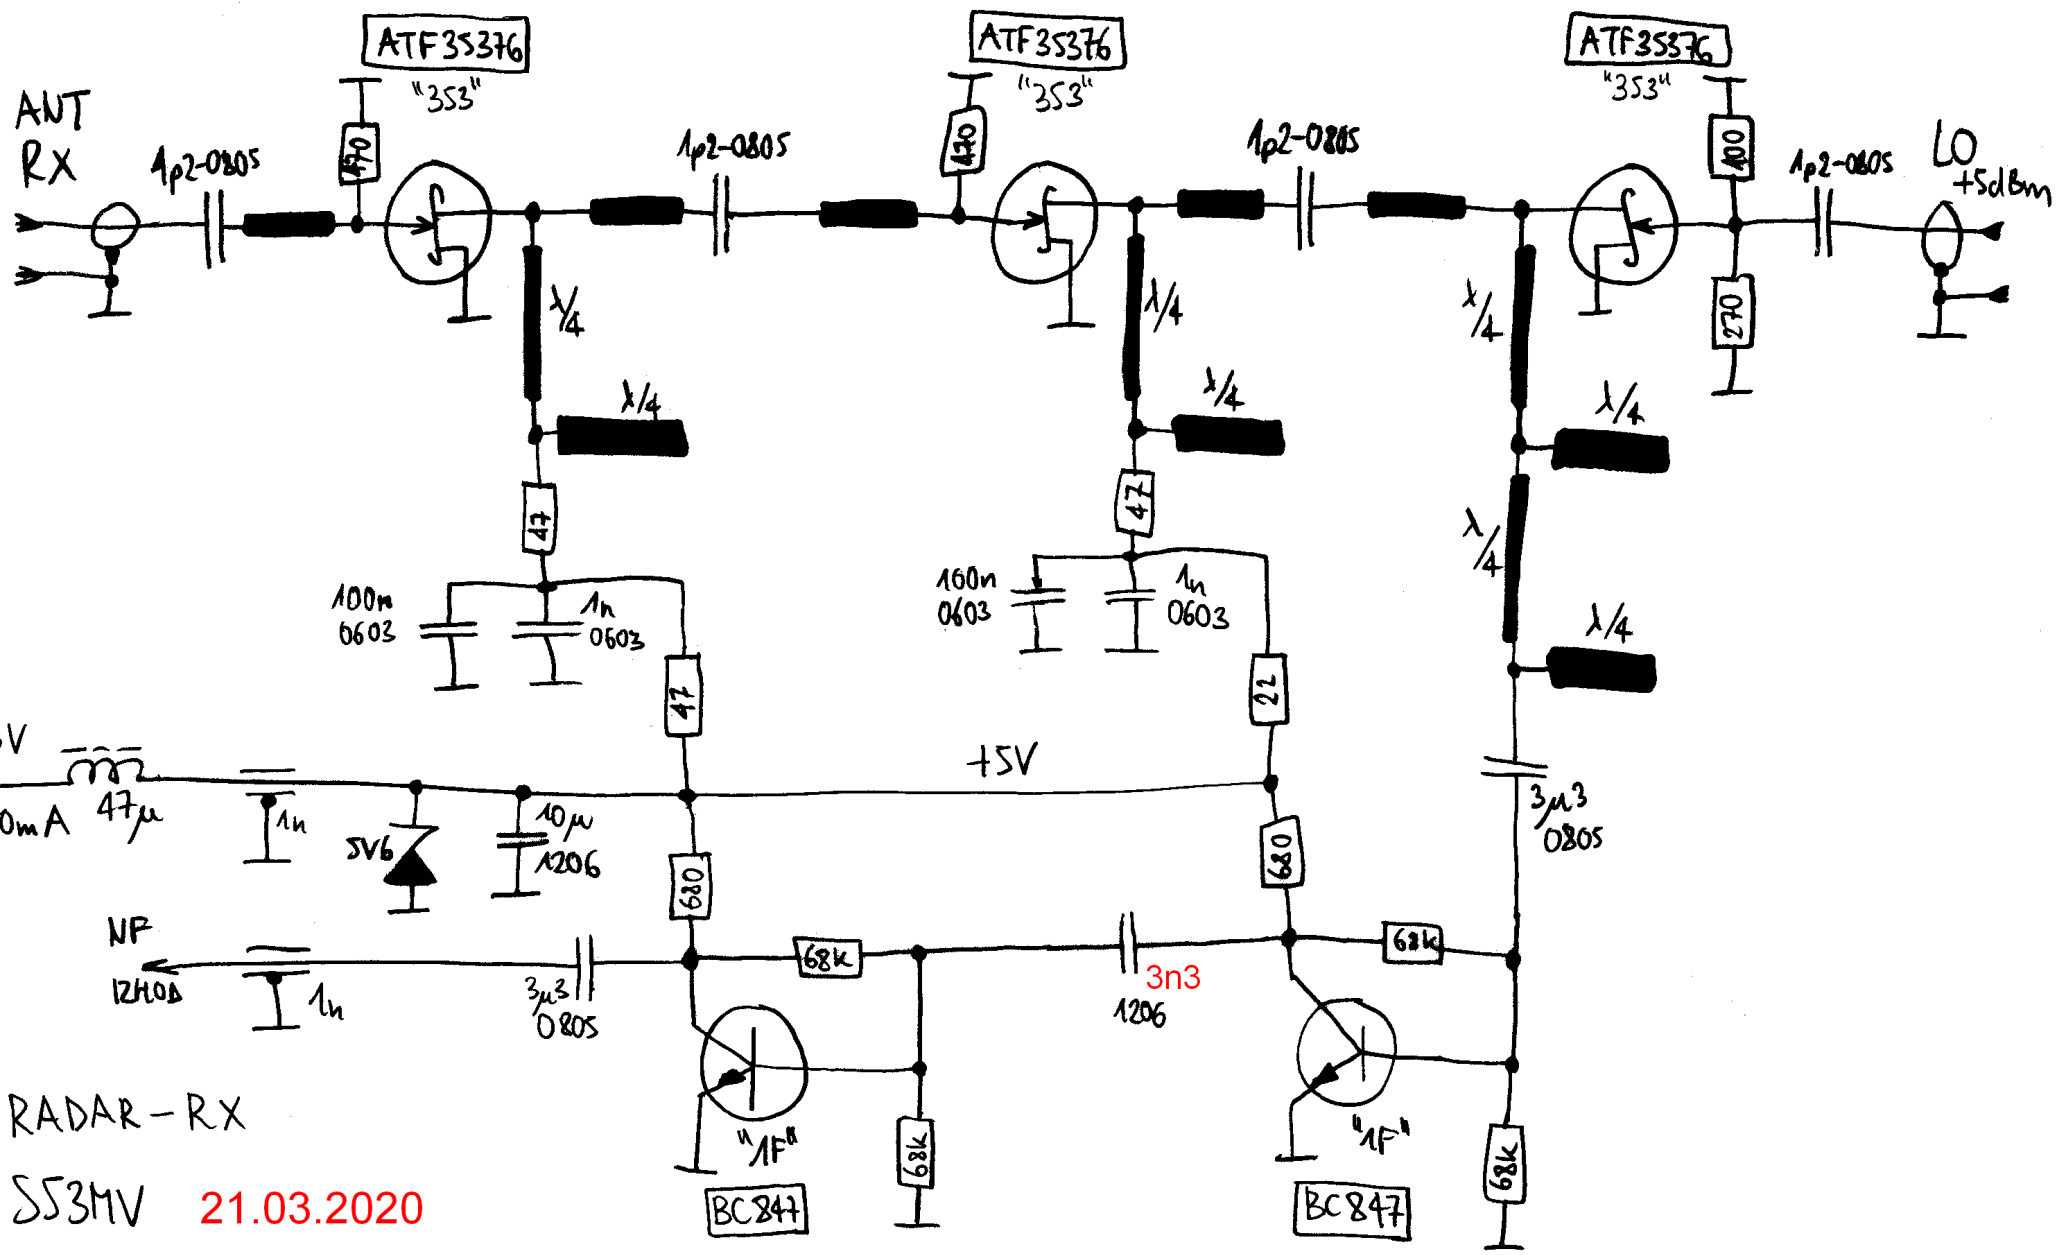 ATF35376
"353"
ATF35376
"353"
ATF35376
"353"
ANT
RX
1p2-0805
470
1p2-0805
470
1p2-0805
100
1p2-0805
LO
+5dBm
270
λ/4
λ/4
λ/4
λ/4
λ/4
λ/4
47
47
λ/4
100n
0603
1n
0603
100n
0603
1n
0603
λ/4
47
22
V
+5V
47μ
0mA
1n
5V6
10μ
1206
680
680
3μ3
0805
NF
IZHOD
1n
3μ3
0805
68k
3n3
1206
68k
RADAR-RX
"1F"
68k
"1F"
68k
S53MV 21.03.2020
BC847
BC847